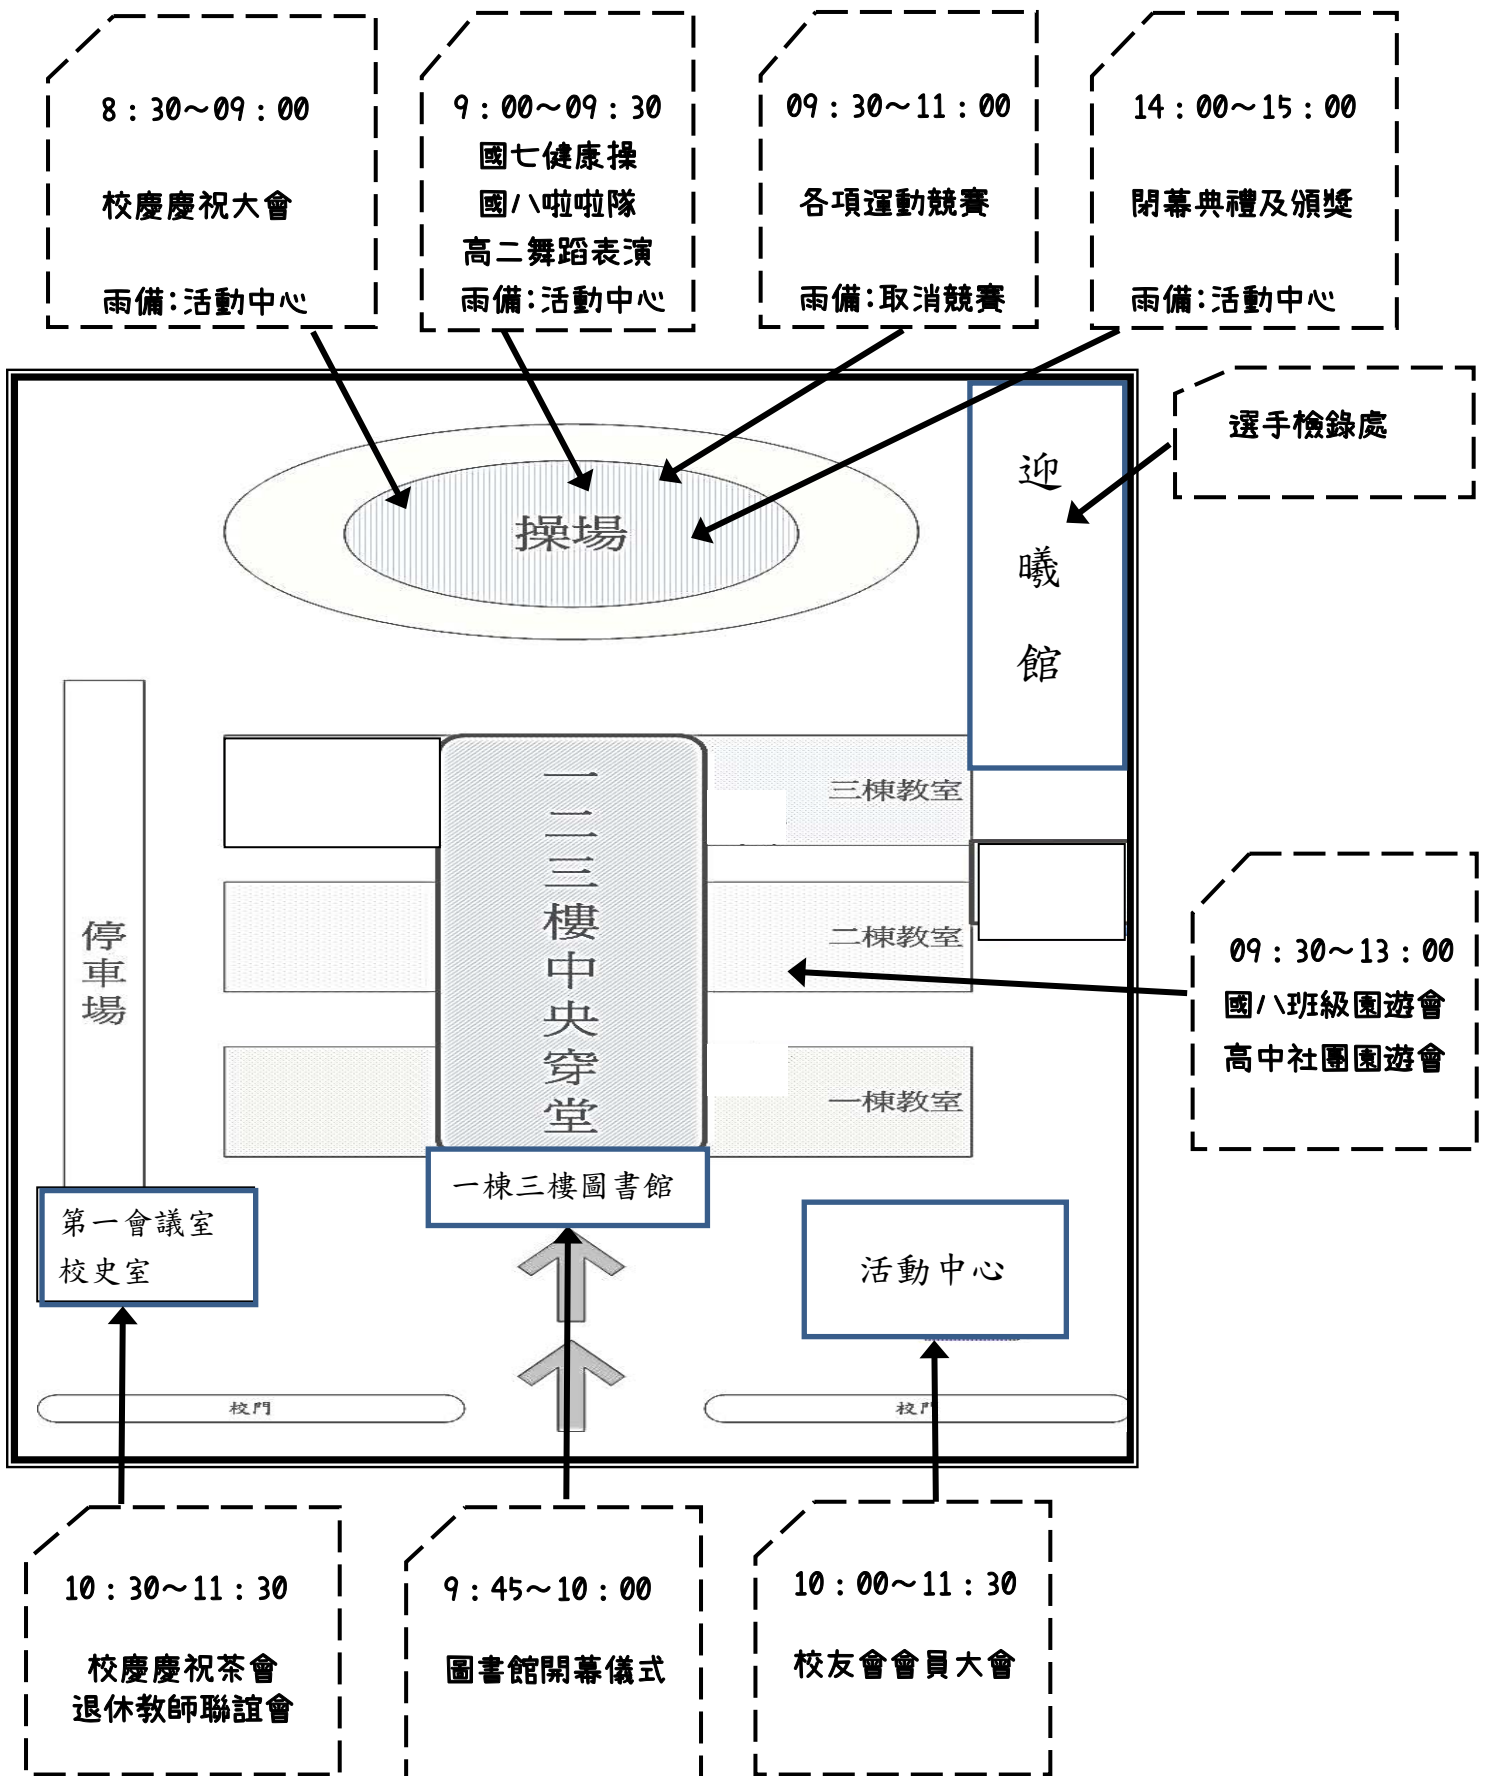 8：30～09：00
校慶慶祝大會
雨備:活動中心
9：00～09：30
國七健康操
國八啦啦隊
高二舞蹈表演
雨備:活動中心
09：30～11：00
各項運動競賽
雨備:取消競賽
14：00～15：00
閉幕典禮及頒獎
雨備:活動中心
選手檢錄處
迎曦館
操場
三棟教室
一二三樓中央穿堂
停車場
二棟教室
09：30～13：00
國八班級園遊會
高中社團園遊會
一棟教室
一棟三樓圖書館
第一會議室
校史室
活動中心
校門
校門
10：30～11：30
校慶慶祝茶會
退休教師聯誼會
9：45～10：00
圖書館開幕儀式
10：00～11：30
校友會會員大會